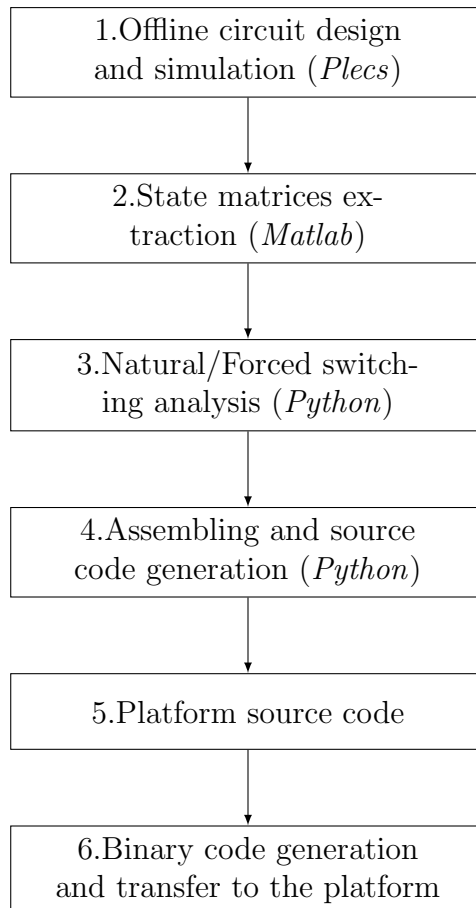 1.Offline circuit design
and simulation (Plecs)
2.State matrices ex-
traction (Matlab)
3.Natural/Forced switch-
ing analysis (Python)
4.Assembling and source
code generation (Python)
5.Platform source code
6.Binary code generation
and transfer to the platform